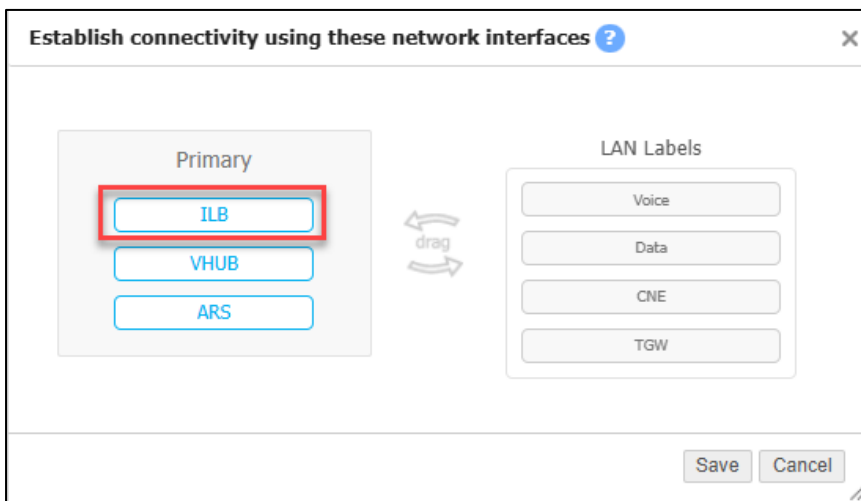 Establish connectivity using these network interfaces ?
Primary
ILB
VHUB
ARS
drag
LAN Labels
Voice
Data
CNE
TGW
Save Cancel